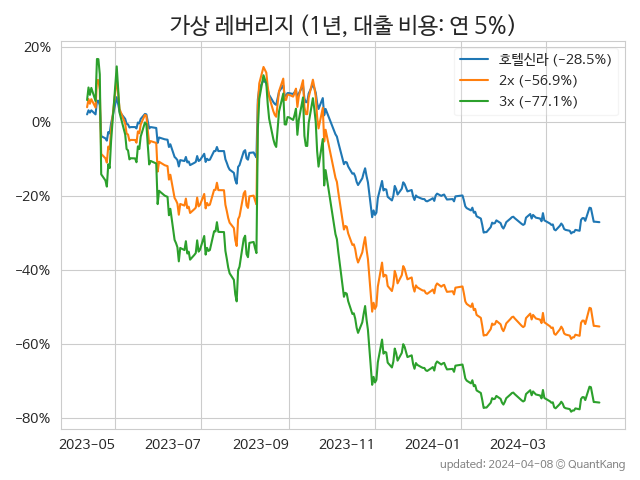 가상 레버리지 (1년, 대출 비용: 연 5%)
20%
0%
−20%
−40%
−60%
−80%
호텔신라 (−28.5%)
2x (−56.9%)
3x (−77.1%)
2023-05 2023-07 2023-09 2023-11 2024-01 2024-03
updated: 2024-04-08 © QuantKang